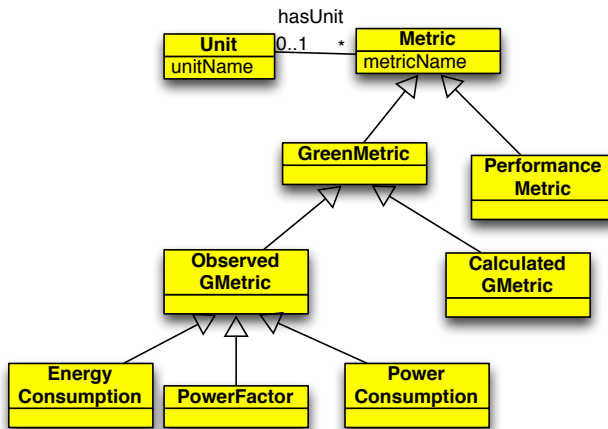 hasUnit
Unit
0..1
*
Metric
unitName
metricName
GreenMetric
Performance
Metric
Observed
GMetric
Calculated
GMetric
Energy
Consumption
PowerFactor
Power
Consumption